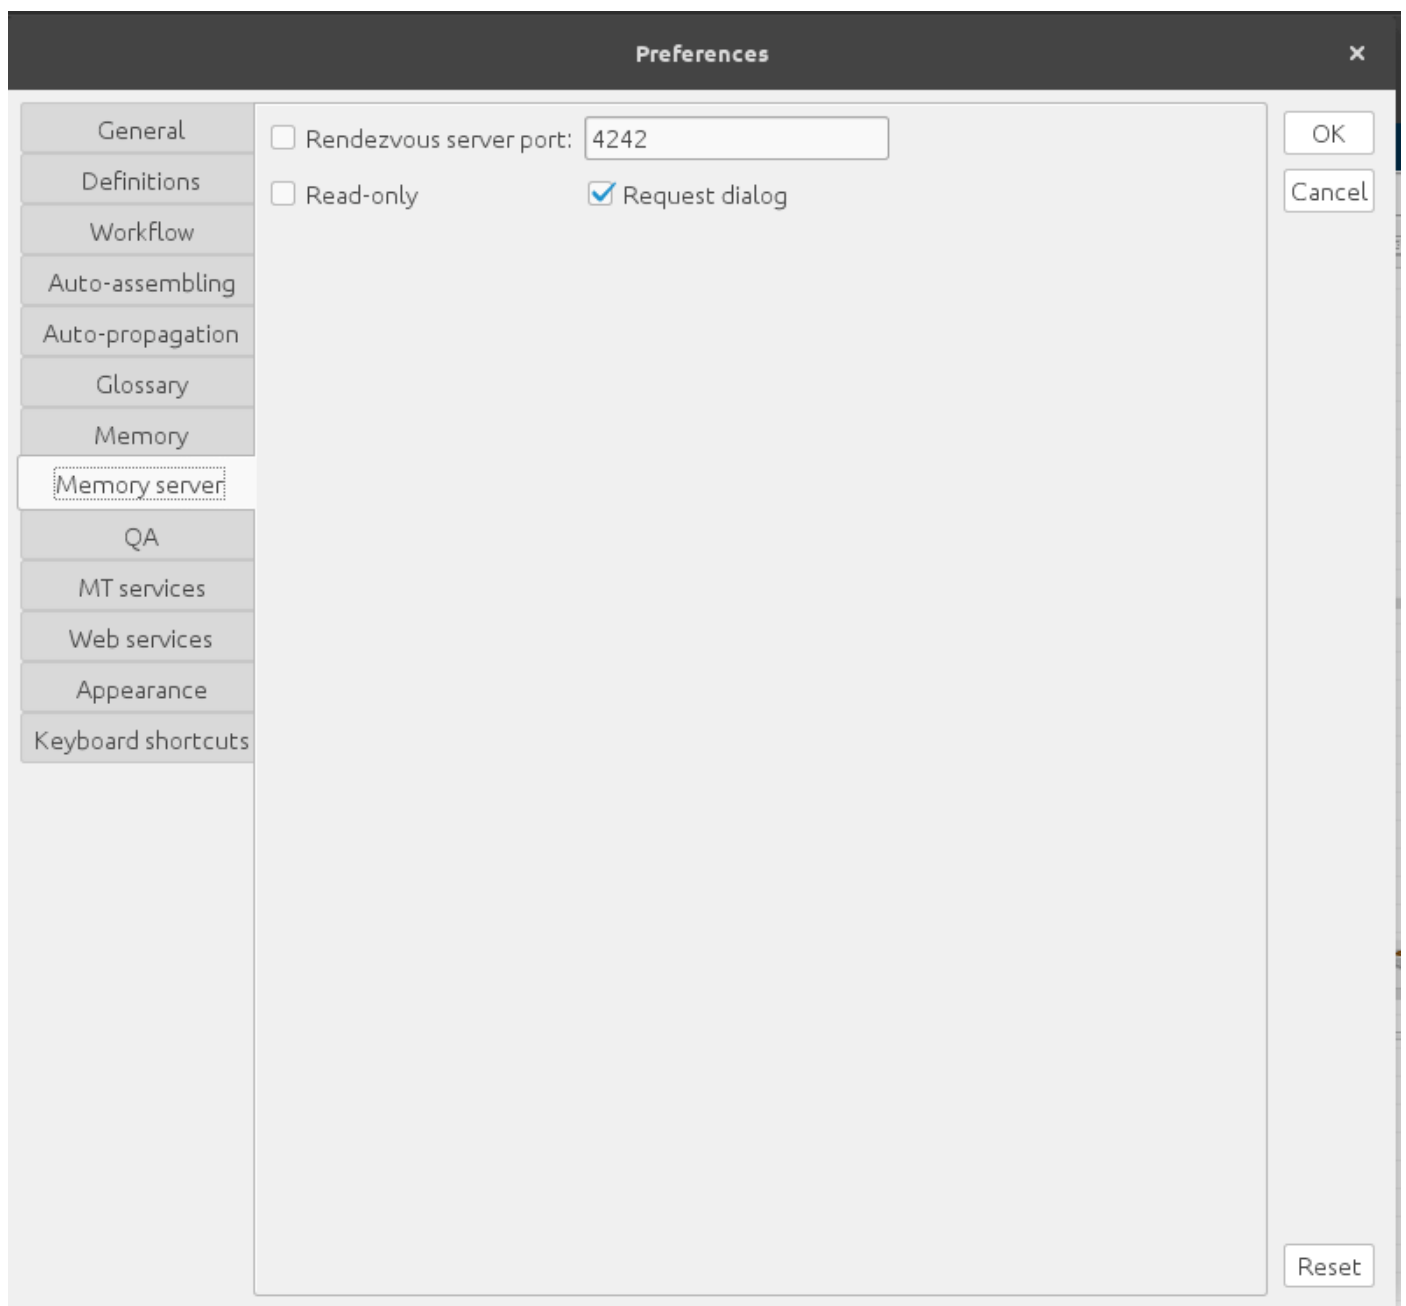 Preferences
General
Definitions
Workflow
Auto-assembling
Auto-propagation
Glossary
Memory
Memory server
QA
MT services
Web services
Appearance
Keyboard shortcuts
Rendezvous server port: 4242
Read-only Request dialog
OK
Cancel
Reset